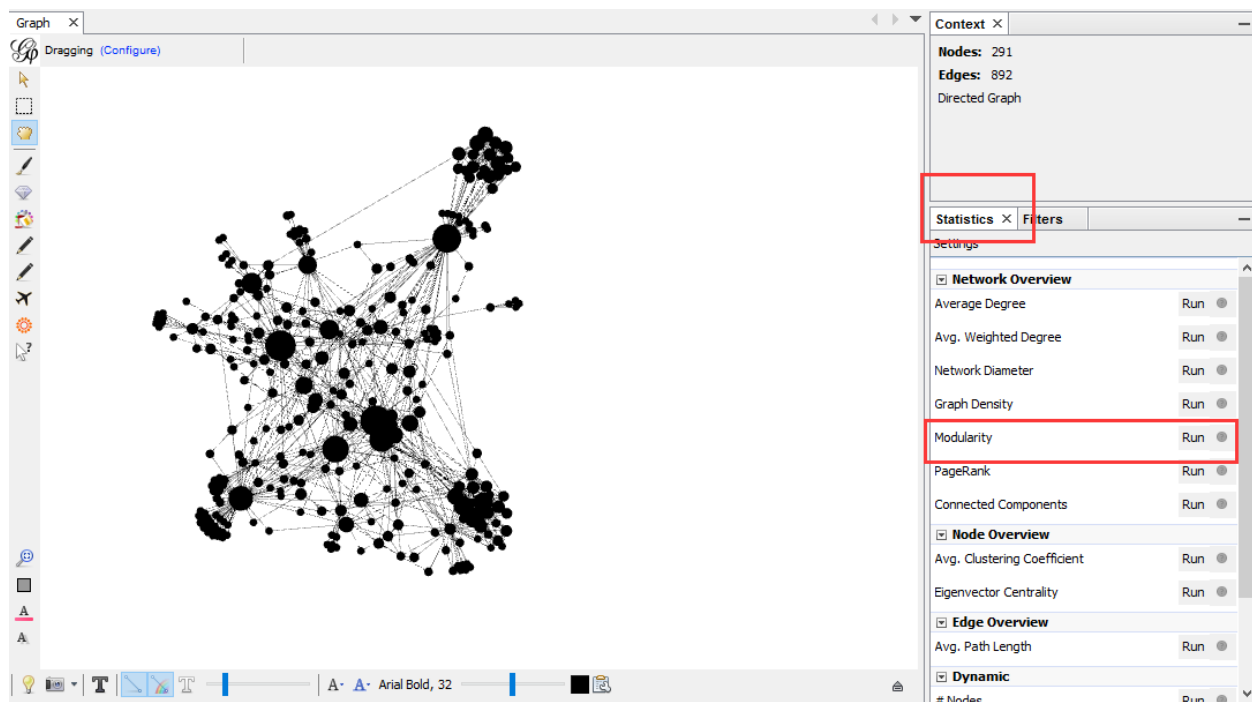 Graph ×
Dragging (Configure)
Context ×
Nodes: 291
Edges: 892
Directed Graph
Statistics × Filters
Settings
Network Overview
Average Degree Run
Avg. Weighted Degree Run
Network Diameter Run
Graph Density Run
Modularity Run
PageRank Run
Connected Components Run
Node Overview
Avg. Clustering Coefficient Run
Eigenvector Centrality Run
Edge Overview
Avg. Path Length Run
Dynamic
# Nodes Run
A
A
T T A- A- Arial Bold, 32